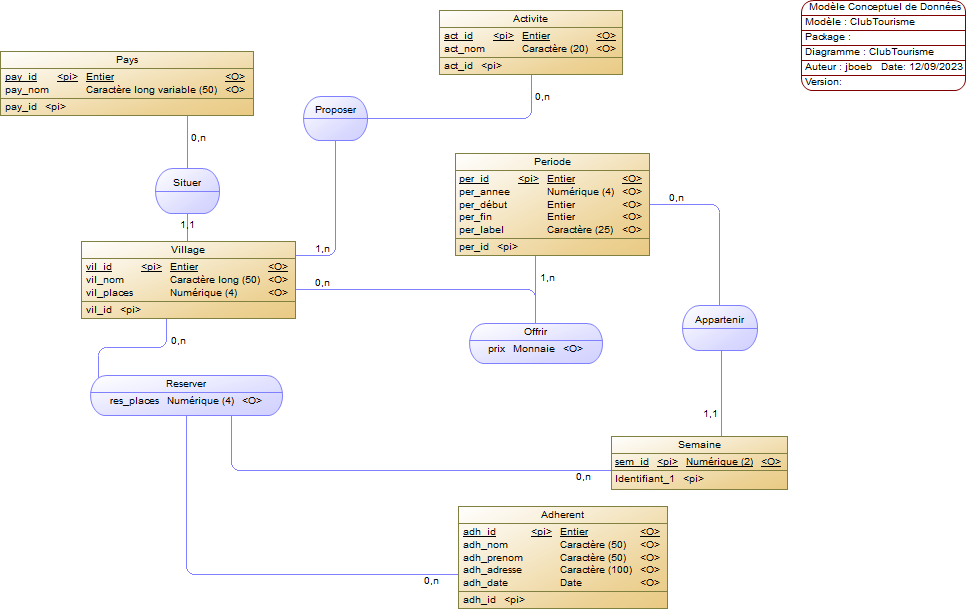 Modèle Conceptuel de Données
Modèle : ClubTourisme
Package :
Diagramme : ClubTourisme
Auteur : jboeb Date: 12/09/2023
Version:
Activite
act_id <pi> Entier <O>
act_nom Caractère (20) <O>
act_id <pi>
0,n
Pays
pay_id <pi> Entier <O>
pay_nom Caractère long variable (50) <O>
pay_id <pi>
0,n
Proposer
Situer
1,1
Periode
per_id <pi> Entier <O>
per_annee Numérique (4) <O>
per_début Entier <O>
per_fin Entier <O>
per_label Caractère (25) <O>
per_id <pi>
0,n
1,n
Village
vil_id <pi> Entier <O>
vil_nom Caractère long (50) <O>
vil_places Numérique (4) <O>
vil_id <pi>
1,n
0,n
0,n
Offrir
prix Monnaie <O>
Appartenir
1,1
Reserver
res_places Numérique (4) <O>
Semaine
sem_id <pi> Numérique (2) <O>
Identifiant_1 <pi>
0,n
Adherent
adh_id <pi> Entier <O>
adh_nom Caractère (50) <O>
adh_prenom Caractère (50) <O>
adh_adresse Caractère (100) <O>
adh_date Date <O>
adh_id <pi>
0,n